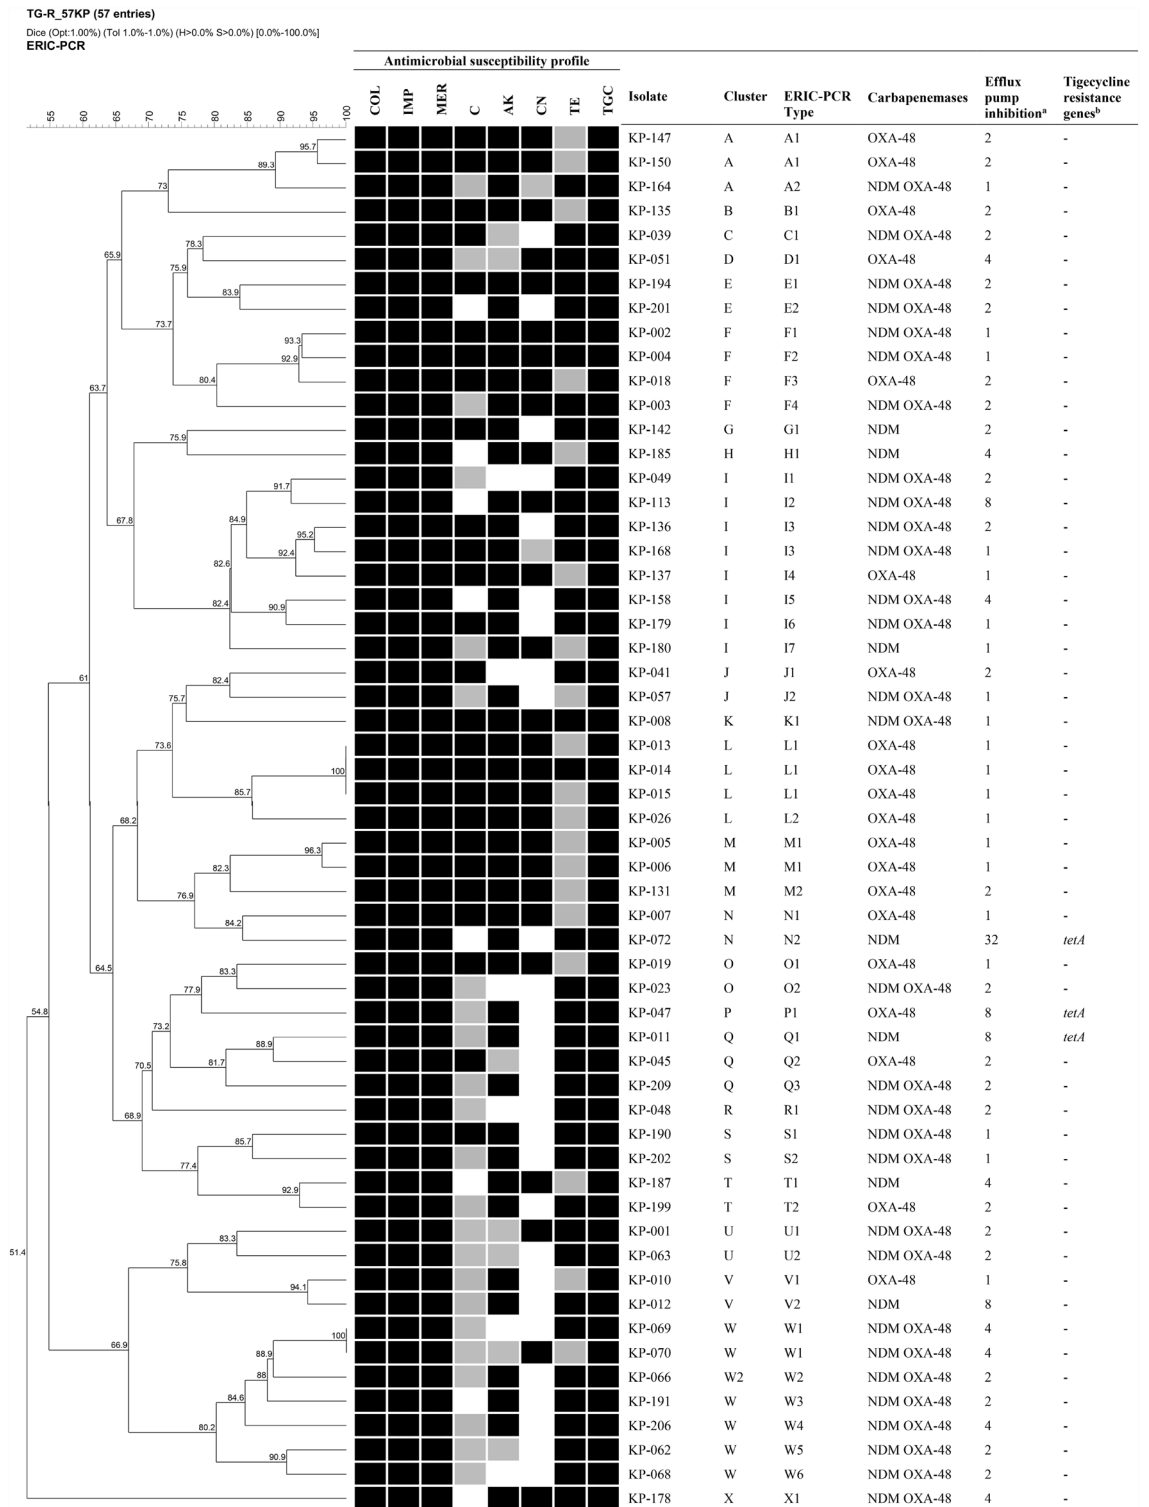 TG-R_57KP (57 entries)
Dice (Opt:1.00%) (Tol 1.0%-1.0%) (H>0.0% S>0.0%) [0.0%-100.0%]
ERIC-PCR
Antimicrobial susceptibility profile
55 60 65 70 75 80 85 90 95 100 COL IMP MER C AK CN TE TGC Isolate Cluster ERIC-PCR Type Carbapenemases Efflux pump inhibitionᵃ Tigecycline resistance genesᵇ
KP-147 A A1 OXA-48 2 -
95.7
KP-150 A A1 OXA-48 2 -
89.3
73 KP-164 A A2 NDM OXA-48 1 -
KP-135 B B1 OXA-48 2 -
78.3 KP-039 C C1 NDM OXA-48 2 -
65.9 KP-051 D D1 OXA-48 4 -
75.9
83.9 KP-194 E E1 NDM OXA-48 2 -
KP-201 E E2 NDM OXA-48 2 -
73.7 KP-002 F F1 NDM OXA-48 1 -
93.3
92.9 KP-004 F F2 NDM OXA-48 1 -
80.4 KP-018 F F3 OXA-48 2 -
63.7 KP-003 F F4 NDM OXA-48 2 -
75.9 KP-142 G G1 NDM 2 -
KP-185 H H1 NDM 4 -
91.7 KP-049 I I1 NDM OXA-48 2 -
KP-113 I I2 NDM OXA-48 8 -
67.8 84.9 KP-136 I I3 NDM OXA-48 2 -
95.2
92.4 KP-168 I I3 NDM OXA-48 1 -
82.6 KP-137 I I4 OXA-48 1 -
82.4 90.9 KP-158 I I5 NDM OXA-48 4 -
KP-179 I I6 NDM OXA-48 1 -
KP-180 I I7 NDM 1 -
61 82.4 KP-041 J J1 OXA-48 2 -
75.7 KP-057 J J2 NDM OXA-48 1 -
KP-008 K K1 NDM OXA-48 1 -
73.6 KP-013 L L1 OXA-48 1 -
100 KP-014 L L1 OXA-48 1 -
85.7 KP-015 L L1 OXA-48 1 -
68.2 KP-026 L L2 OXA-48 1 -
96.3 KP-005 M M1 OXA-48 1 -
82.3 KP-006 M M1 OXA-48 1 -
76.9 KP-131 M M2 OXA-48 2 -
84.2 KP-007 N N1 OXA-48 1 -
KP-072 N N2 NDM 32 tetA
64.5 83.3 KP-019 O O1 OXA-48 1 -
77.9 KP-023 O O2 NDM OXA-48 2 -
54.8 73.2 KP-047 P P1 OXA-48 8 tetA
88.9 KP-011 Q Q1 NDM 8 tetA
70.5 81.7 KP-045 Q Q2 OXA-48 2 -
KP-209 Q Q3 NDM OXA-48 2 -
68.9 KP-048 R R1 NDM OXA-48 2 -
85.7 KP-190 S S1 NDM OXA-48 1 -
77.4 KP-202 S S2 NDM OXA-48 1 -
92.9 KP-187 T T1 NDM 4 -
KP-199 T T2 OXA-48 2 -
83.3 KP-001 U U1 NDM OXA-48 2 -
51.4 75.8 KP-063 U U2 NDM OXA-48 2 -
94.1 KP-010 V V1 OXA-48 1 -
KP-012 V V2 NDM 8 -
100 KP-069 W W1 NDM OXA-48 4 -
66.9 88.9 KP-070 W W1 NDM OXA-48 4 -
88 KP-066 W2 W2 NDM OXA-48 2 -
84.6 KP-191 W W3 NDM OXA-48 2 -
80.2 KP-206 W W4 NDM OXA-48 4 -
90.9 KP-062 W W5 NDM OXA-48 2 -
KP-068 W W6 NDM OXA-48 2 -
KP-178 X X1 NDM OXA-48 4 -